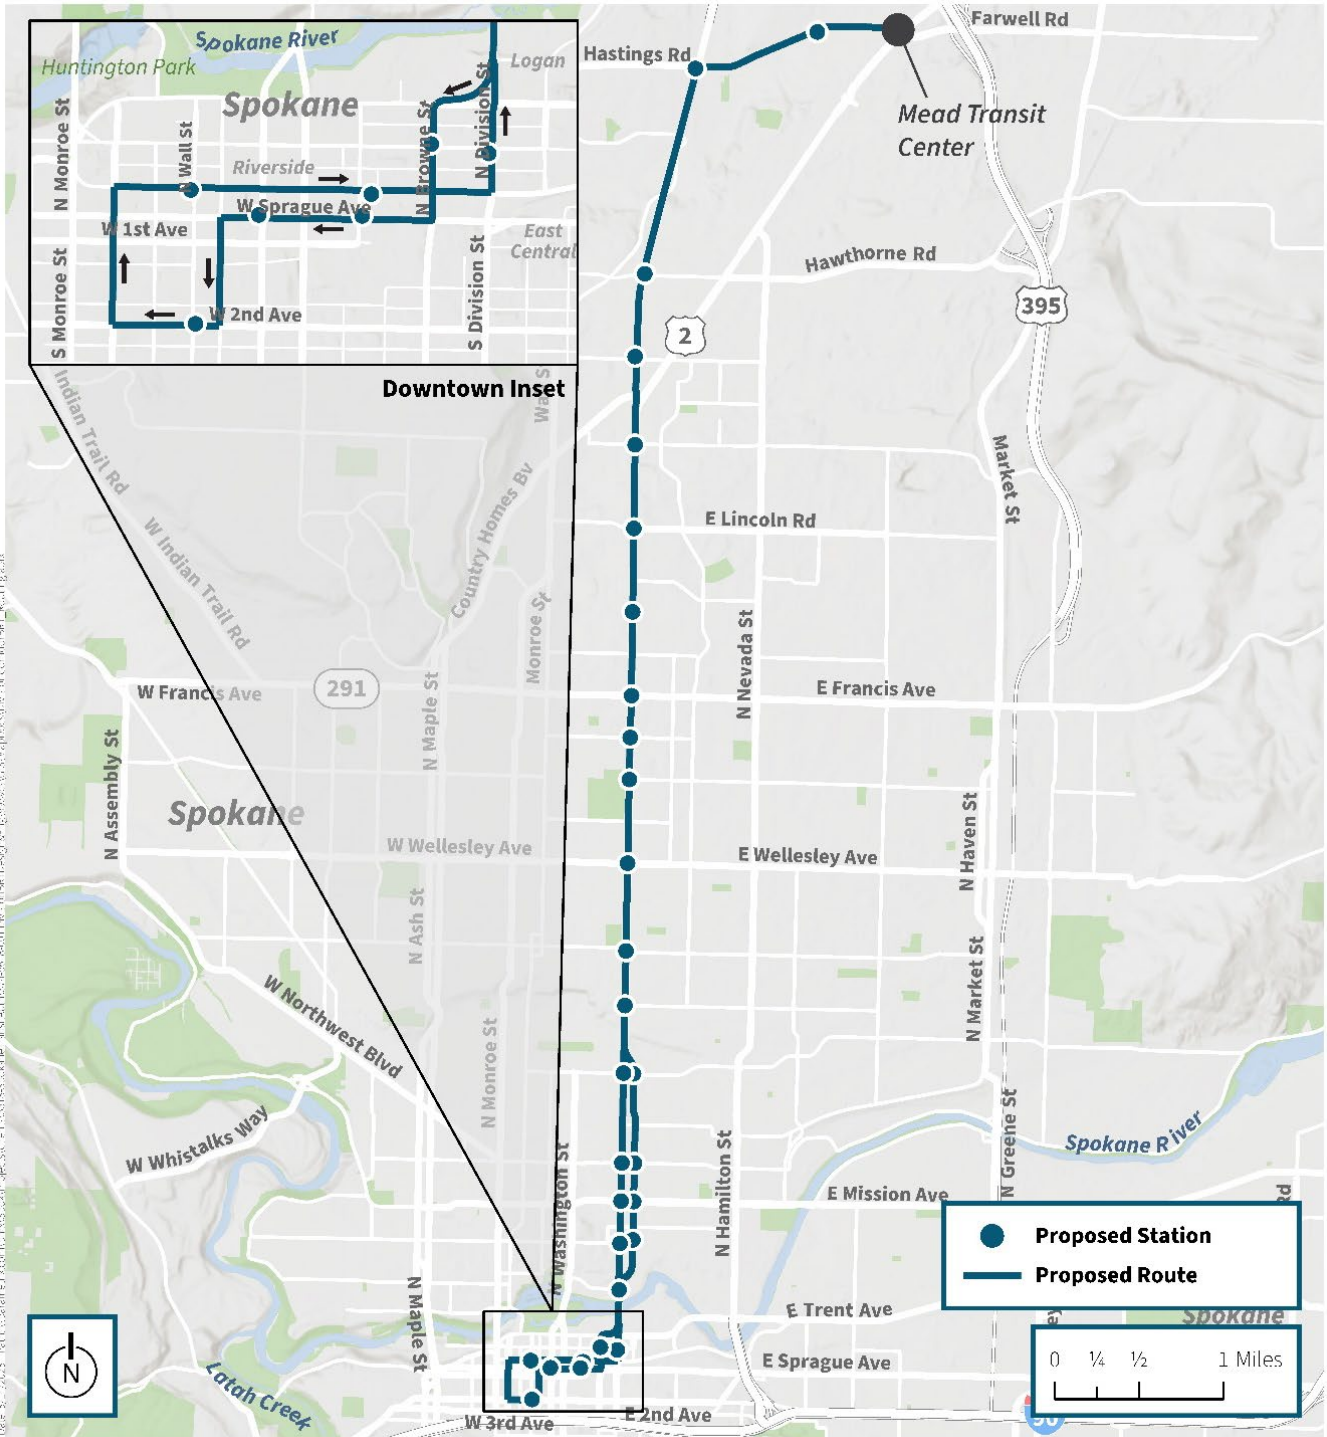 Spokane River
Huntington Park
Logan
Spokane
N Monroe St
N Wall St
N Browne St
N Division St
Riverside
W Sprague Ave
W 1st Ave
East
Central
S Monroe St
S Division St
W 2nd Ave
Downtown Inset
Farwell Rd
Hastings Rd
Mead Transit
Center
Hawthorne Rd
395
2
Indian Trail Rd
Market St
Country Homes Bv
E Lincoln Rd
W Indian Trail Rd
Monroe St
N Nevada St
W Francis Ave
291
E Francis Ave
N Maple St
N Assembly St
Spokane
W Wellesley Ave
E Wellesley Ave
N Haven St
N Ash St
N Market St
W Northwest Blvd
N Monroe St
N Greene St
Spokane River
W Whistalks Way
N Washington St
N Hamilton St
E Mission Ave
Rd
Proposed Station
Proposed Route
N Maple St
E Trent Ave
Spokane
N
Latah Creek
E Sprague Ave
0 ¼ ½ 1 Miles
W 3rd Ave
E 2nd Ave
90